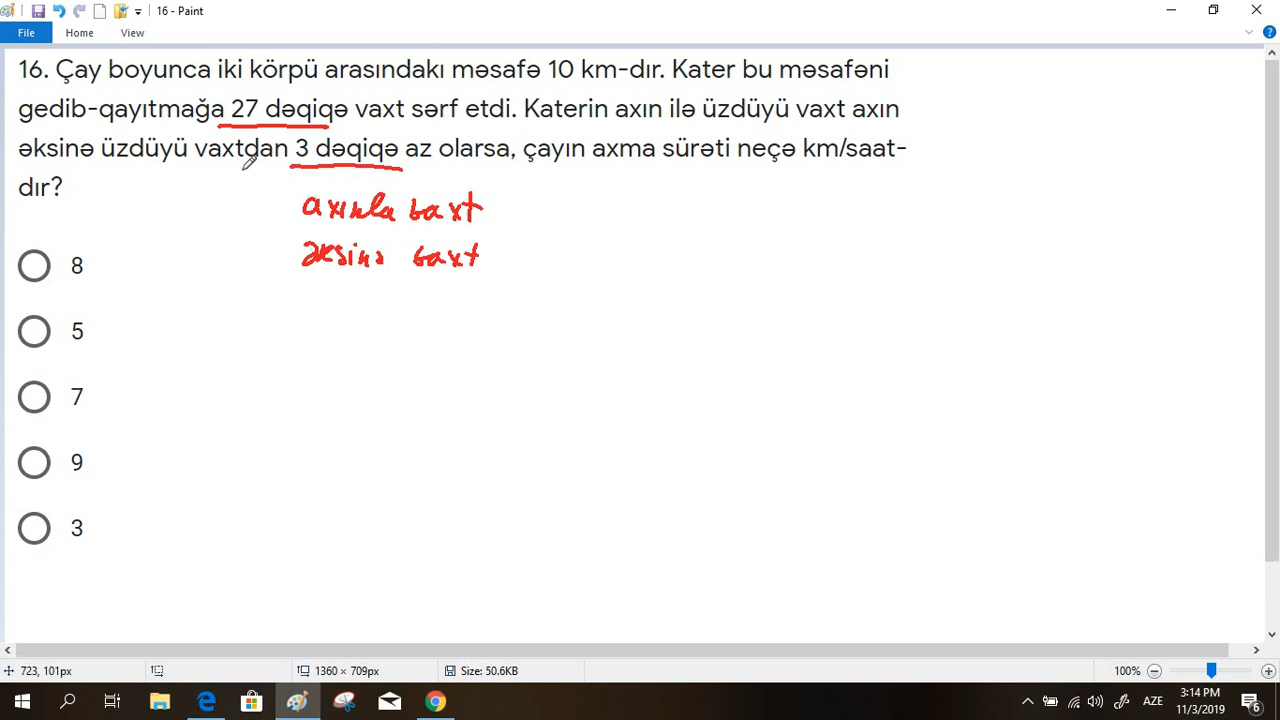 16 - Paint
File Home View
16. Çay boyunca iki körpü arasındakı məsafə 10 km-dır. Kater bu məsafəni
gedib-qayıtmağa 27 dəqiqə vaxt sərf etdi. Katerin axın ilə üzdüyü vaxt axın
əksinə üzdüyü vaxtdan 3 dəqiqə az olarsa, çayın axma sürəti neçə km/saat-
dır?
axınla vaxt
əksinə vaxt
8
5
7
9
3
723, 101px 1360 × 709px Size: 50.6KB 100%
AZE 3:14 PM
11/3/2019 6